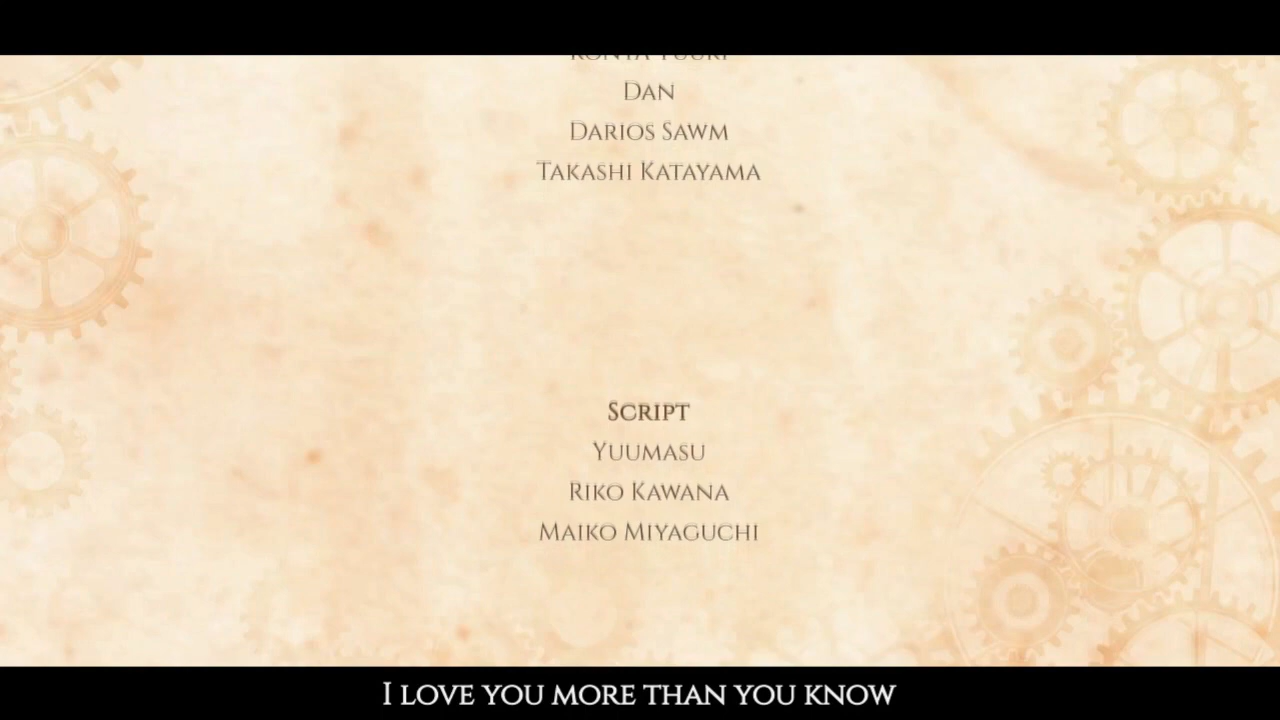 Dan
Darios Sawm
Takashi Katayama
Script
Yuumasu
Riko Kawana
Maiko Miyaguchi
I love you more than you know